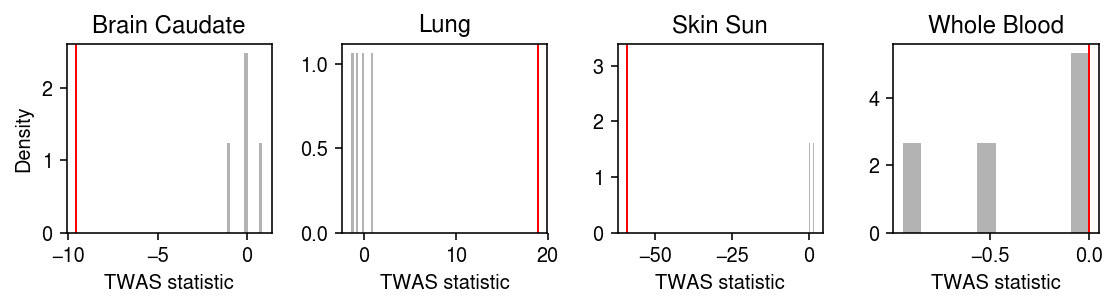 Brain Caudate
Lung
Skin Sun
Whole Blood
Density
0
1
2
−10
−5
0
TWAS statistic
0.0
0.5
1.0
0
10
20
TWAS statistic
0
1
2
3
−50
−25
0
TWAS statistic
0
2
4
−0.5
0.0
TWAS statistic